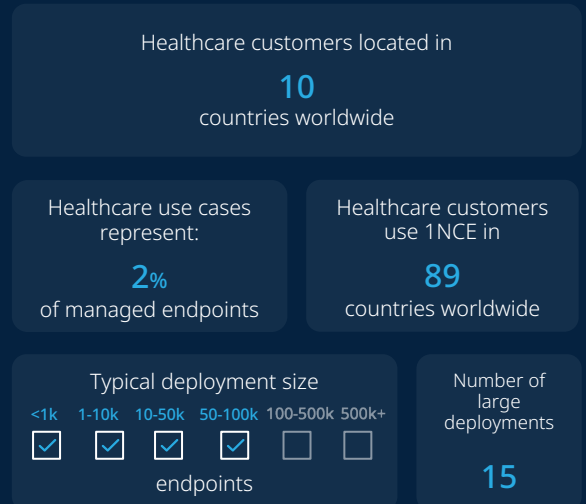 Healthcare customers located in
10
countries worldwide
Healthcare use cases
represent:
2%
of managed endpoints
Healthcare customers
use 1NCE in
89
countries worldwide
Typical deployment size
<1k 1-10k 10-50k 50-100k 100-500k 500k+
endpoints
Number of
large
deployments
15